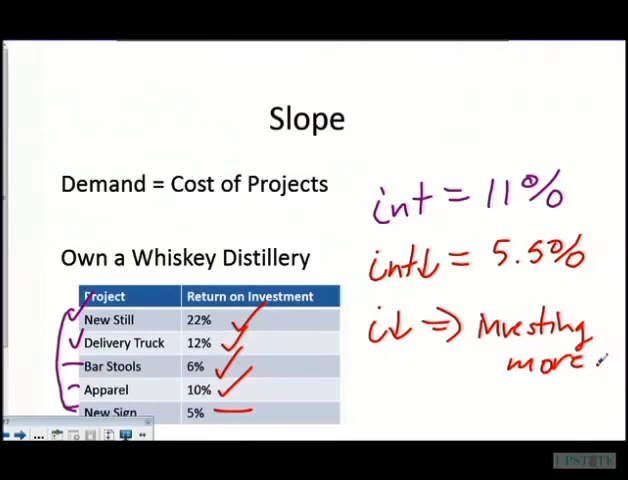 Slope
Demand = Cost of Projects
int = 11%
int↓ = 5.5%
Own a Whiskey Distillery
i↓ ⇒ investing
more
Project Return on Investment
New Still 22%
Delivery Truck 12%
Bar Stools 6%
Apparel 10%
New Sign 5%
UPSTATE